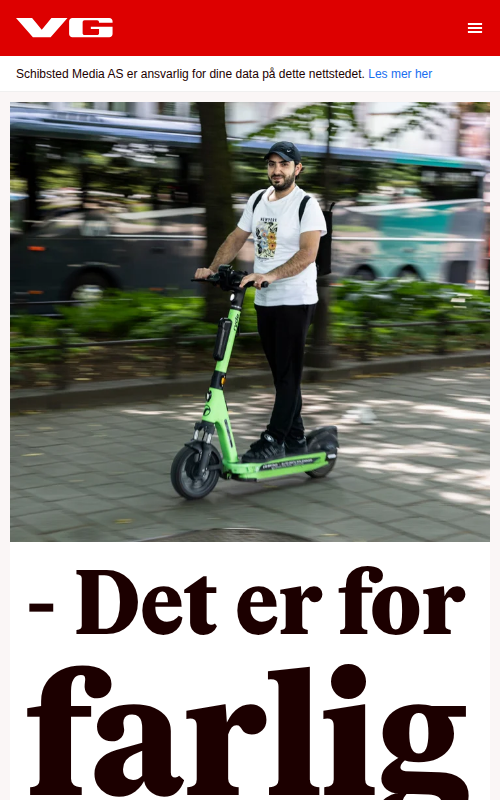 VG
Schibsted Media AS er ansvarlig for dine data på dette nettstedet. Les mer her
- Det er for
farlig